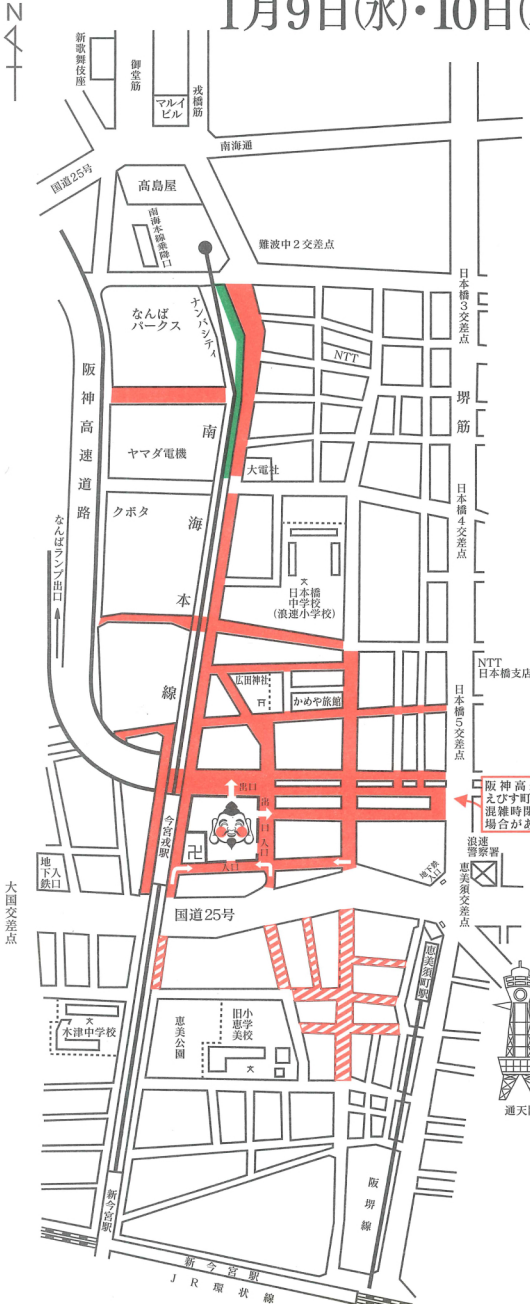 1月9日(水)・10日(
N
新歌舞伎座
御堂筋
戎橋筋
マルイ
ビル
南海通
国道25号
髙島屋
南海本線乗降口
難波中2交差点
日本橋3交差点
なんば
パークス
ナンバシティ
NTT
阪神高速道路
堺筋
南海本線
ヤマダ電機
大電社
クボタ
日本橋4交差点
なんばランプ出口
日本橋
中学校
(浪速小学校)
広田神社
かめや旅館
NTT
日本橋支店
日本橋5交差点
出口
出口
阪神高
えびす町
混雑時閉
場合があ
今宮戎駅
入口
入口
浪速
警察署
地下鉄
入口
地下鉄
入口
恵美須交差点
大国交差点
国道25号
恵美須町駅
木津中学校
恵美公園
旧
恵美
小学校
通天
阪堺線
新今宮駅
新今宮駅
JR環状線